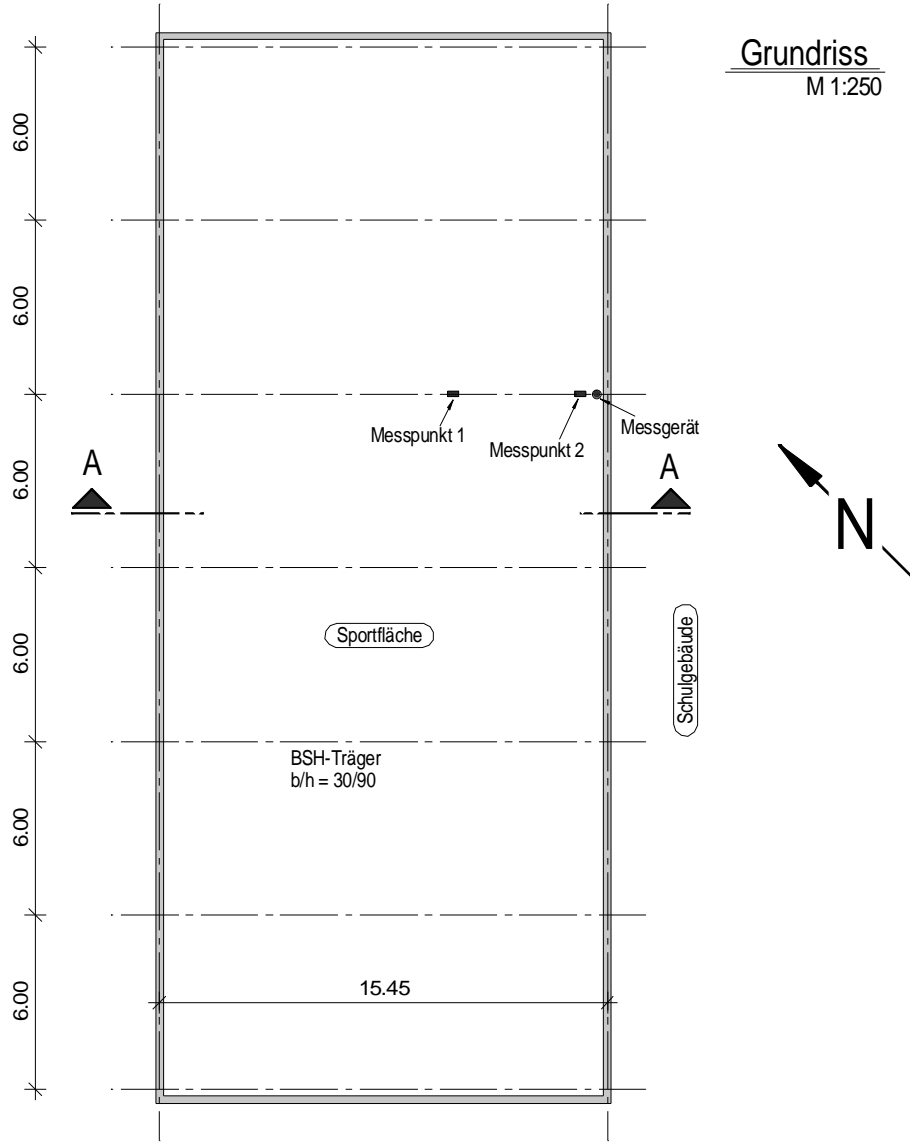 Grundriss
M 1:250
6.00
6.00
Messpunkt 1
Messpunkt 2
Messgerät
A
A
6.00
N
Sportfläche
Schulgebäude
6.00
BSH-Träger
b/h = 30/90
6.00
15.45
6.00